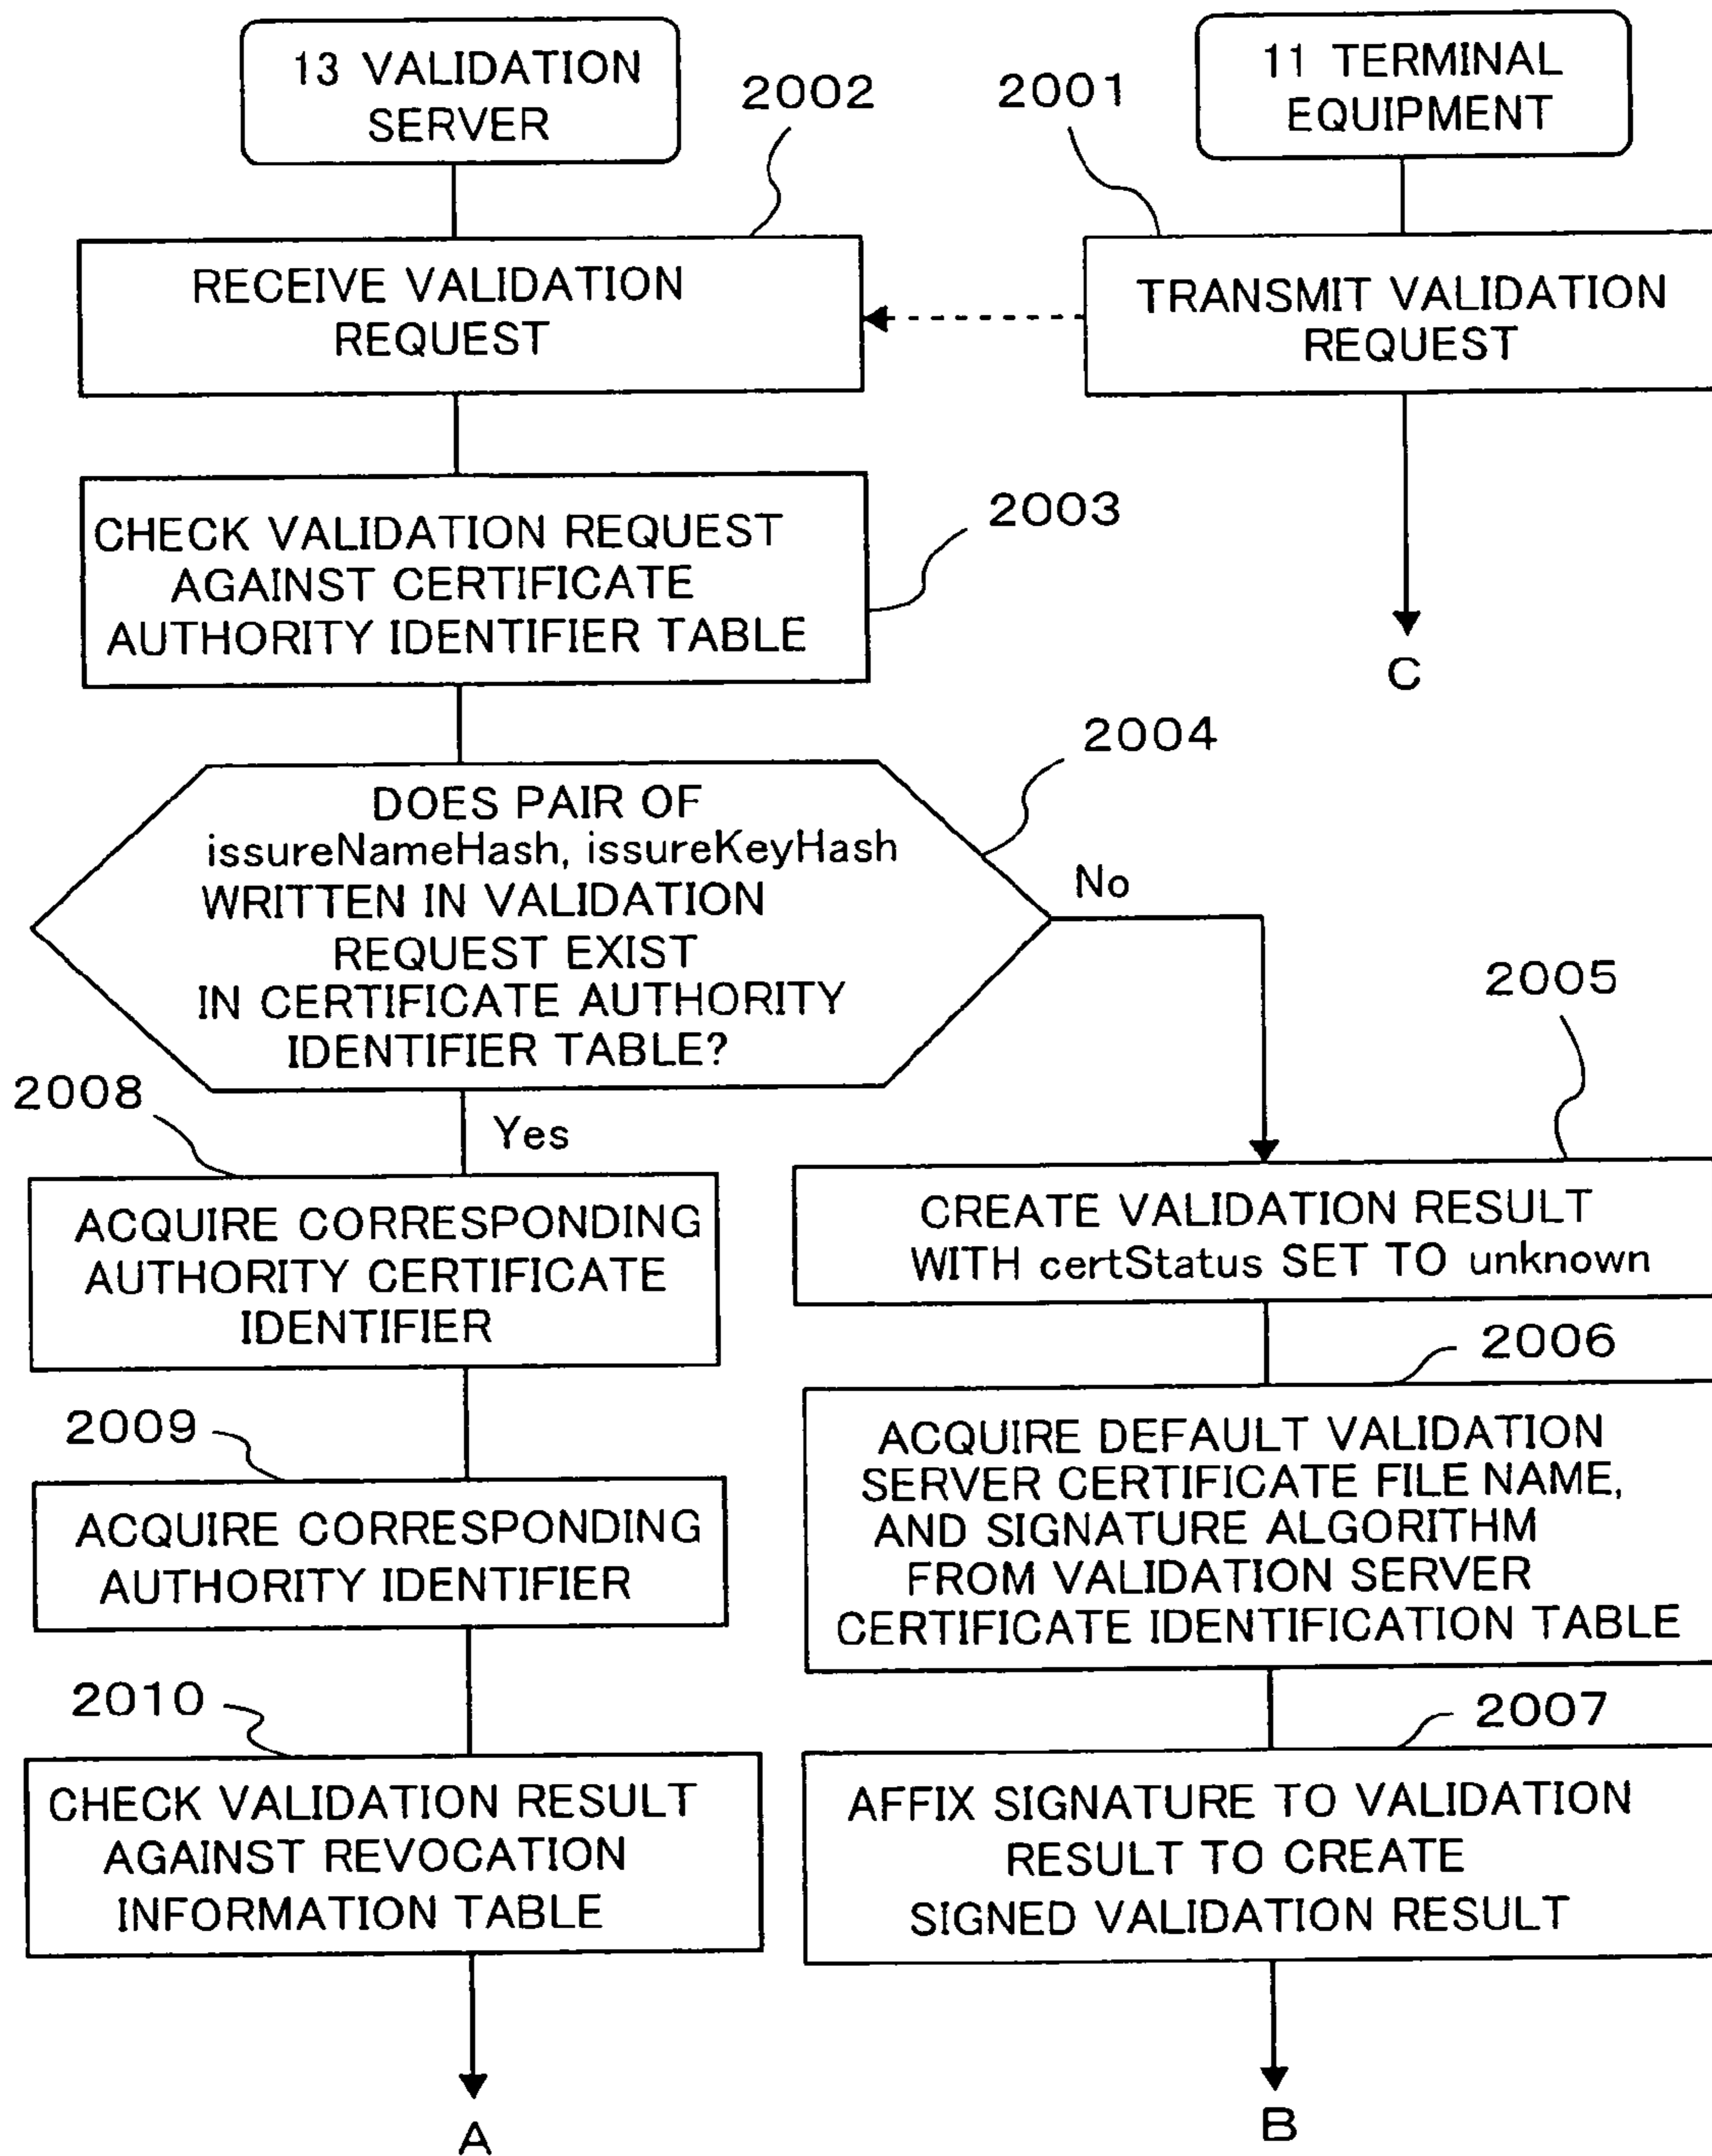 13 VALIDATION
SERVER
11 TERMINAL
EQUIPMENT
2002
2001
RECEIVE VALIDATION
REQUEST
TRANSMIT VALIDATION
REQUEST
CHECK VALIDATION REQUEST
AGAINST CERTIFICATE
AUTHORITY IDENTIFIER TABLE
2003
C
2004
DOES PAIR OF
issureNameHash, issureKeyHash
WRITTEN IN VALIDATION
REQUEST EXIST
IN CERTIFICATE AUTHORITY
IDENTIFIER TABLE?
No
2005
2008
Yes
ACQUIRE CORRESPONDING
AUTHORITY CERTIFICATE
IDENTIFIER
CREATE VALIDATION RESULT
WITH certStatus SET TO unknown
2006
2009
ACQUIRE CORRESPONDING
AUTHORITY IDENTIFIER
ACQUIRE DEFAULT VALIDATION
SERVER CERTIFICATE FILE NAME,
AND SIGNATURE ALGORITHM
FROM VALIDATION SERVER
CERTIFICATE IDENTIFICATION TABLE
2010
2007
CHECK VALIDATION RESULT
AGAINST REVOCATION
INFORMATION TABLE
AFFIX SIGNATURE TO VALIDATION
RESULT TO CREATE
SIGNED VALIDATION RESULT
A
B